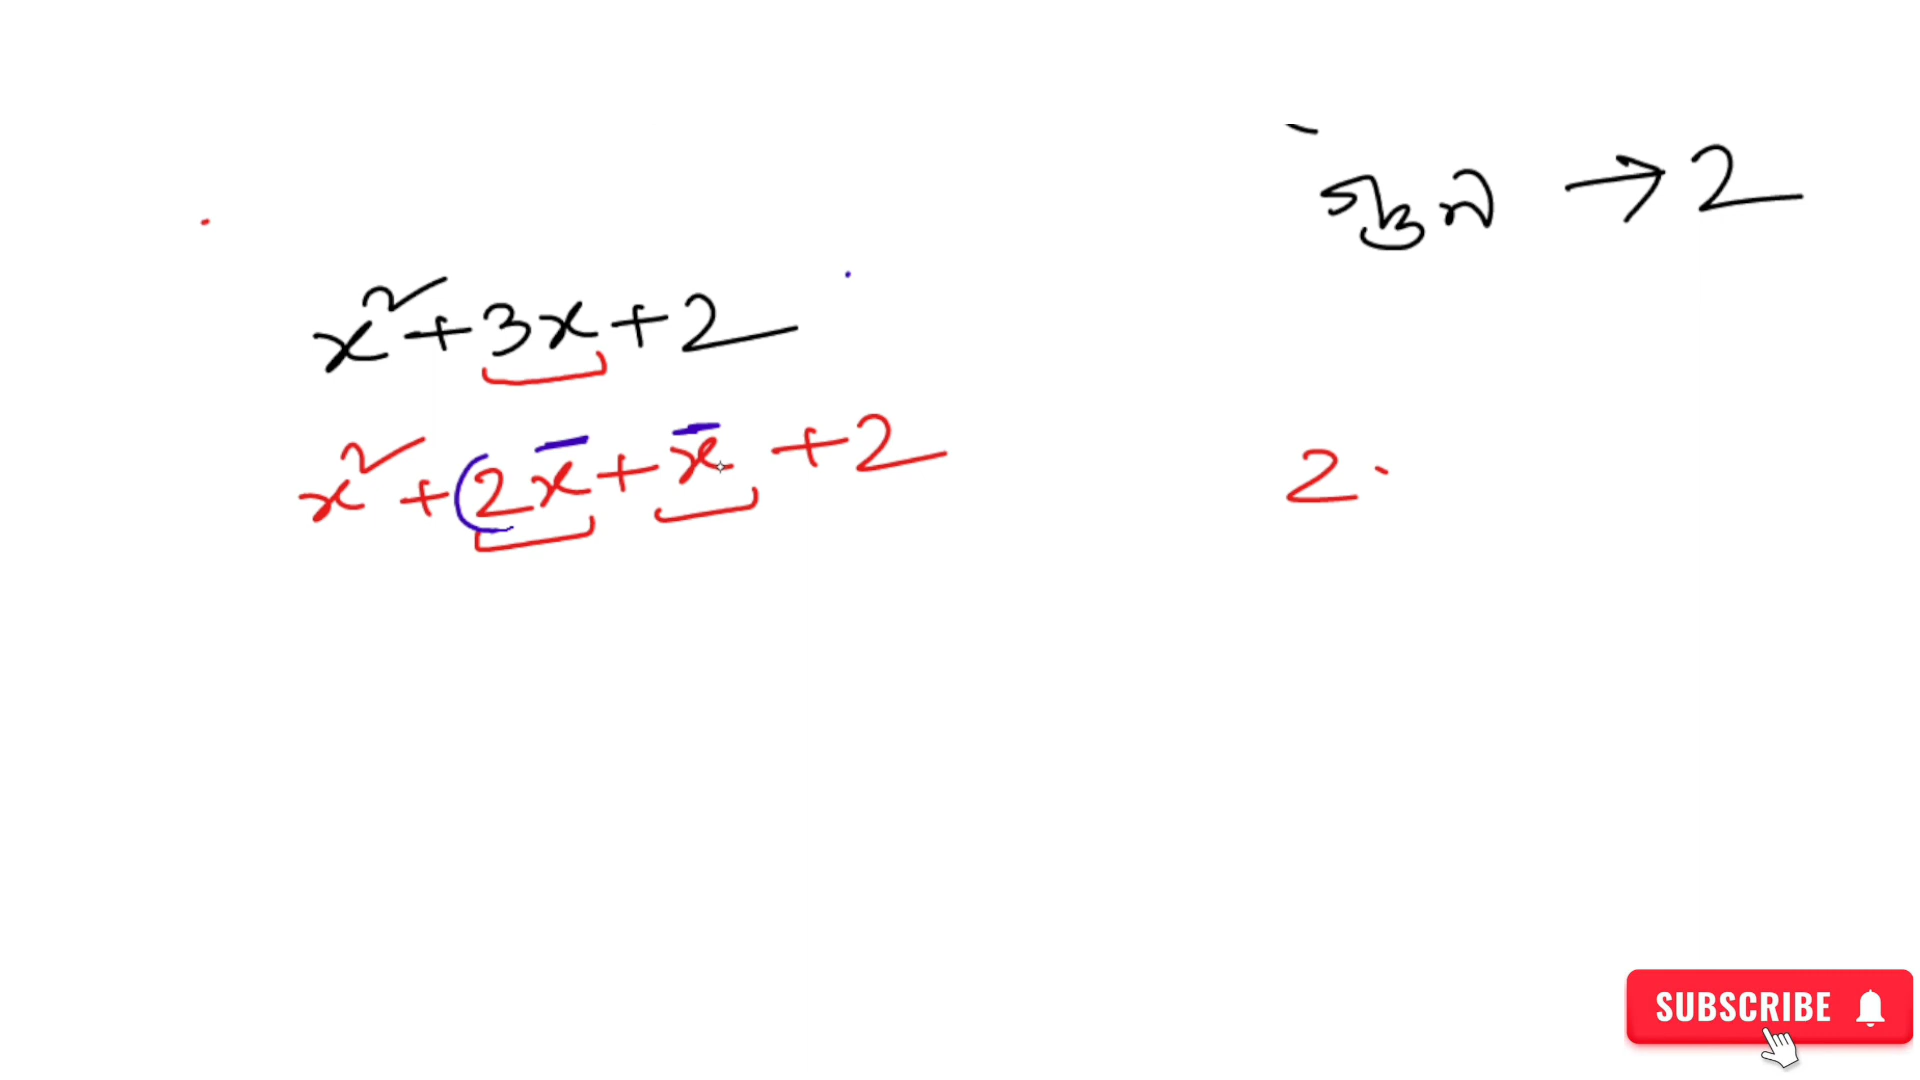 গুণ → 2
x² + 3x + 2
x² + (2x + x + 2
2 ·
SUBSCRIBE